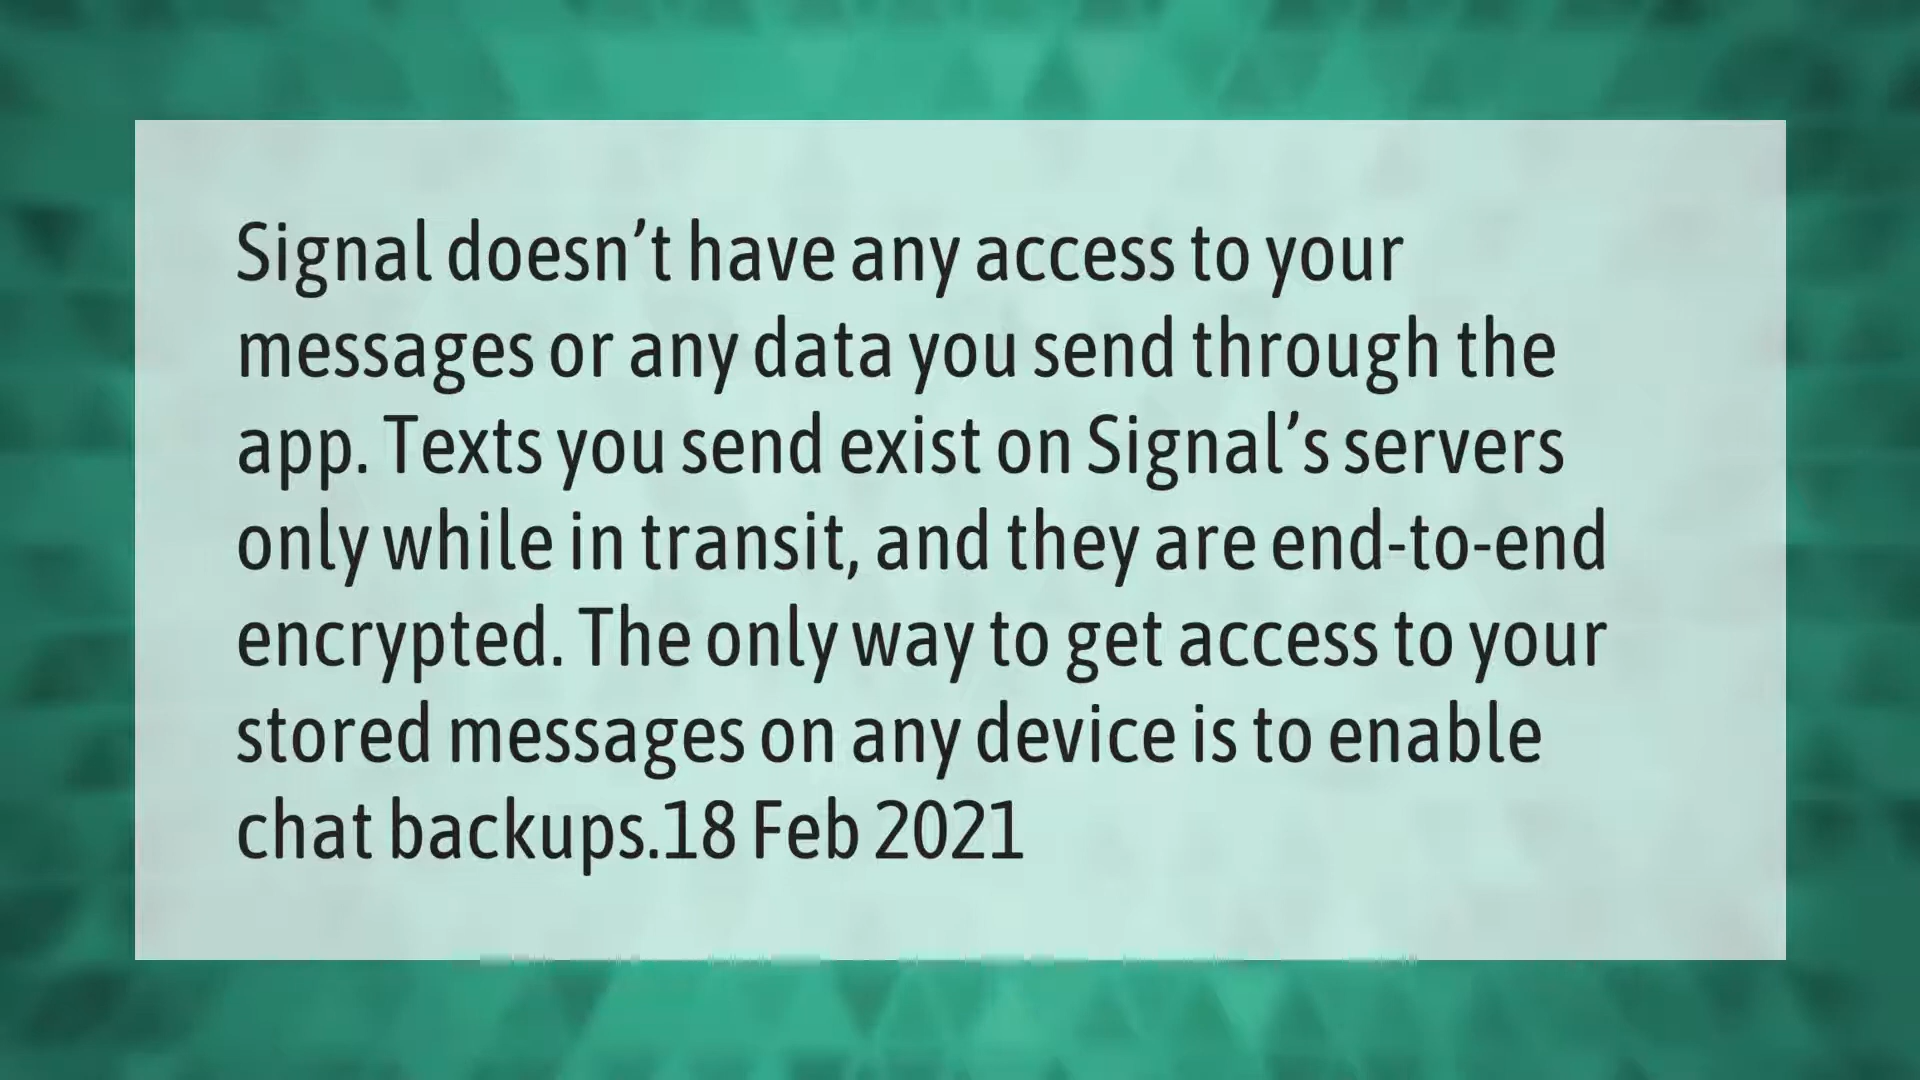 Signal doesn’t have any access to your
messages or any data you send through the
app. Texts you send exist on Signal’s servers
only while in transit, and they are end-to-end
encrypted. The only way to get access to your
stored messages on any device is to enable
chat backups.18 Feb 2021